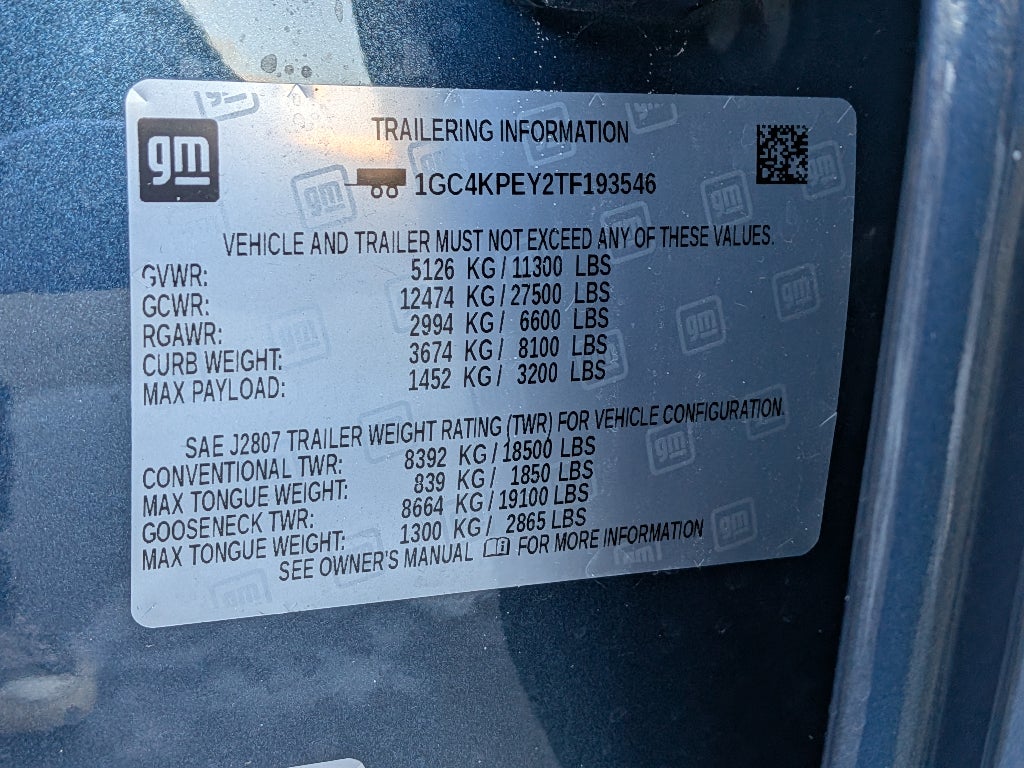 gm
TRAILERING INFORMATION
1GC4KPEY2TF193546
VEHICLE AND TRAILER MUST NOT EXCEED ANY OF THESE VALUES.
GVWR: 5126 KG / 11300 LBS
GCWR: 12474 KG / 27500 LBS
RGAWR: 2994 KG / 6600 LBS
CURB WEIGHT: 3674 KG / 8100 LBS
MAX PAYLOAD: 1452 KG / 3200 LBS
SAE J2807 TRAILER WEIGHT RATING (TWR) FOR VEHICLE CONFIGURATION.
CONVENTIONAL TWR: 8392 KG / 18500 LBS
MAX TONGUE WEIGHT: 839 KG / 1850 LBS
GOOSENECK TWR: 8664 KG / 19100 LBS
MAX TONGUE WEIGHT: 1300 KG / 2865 LBS
SEE OWNER'S MANUAL FOR MORE INFORMATION